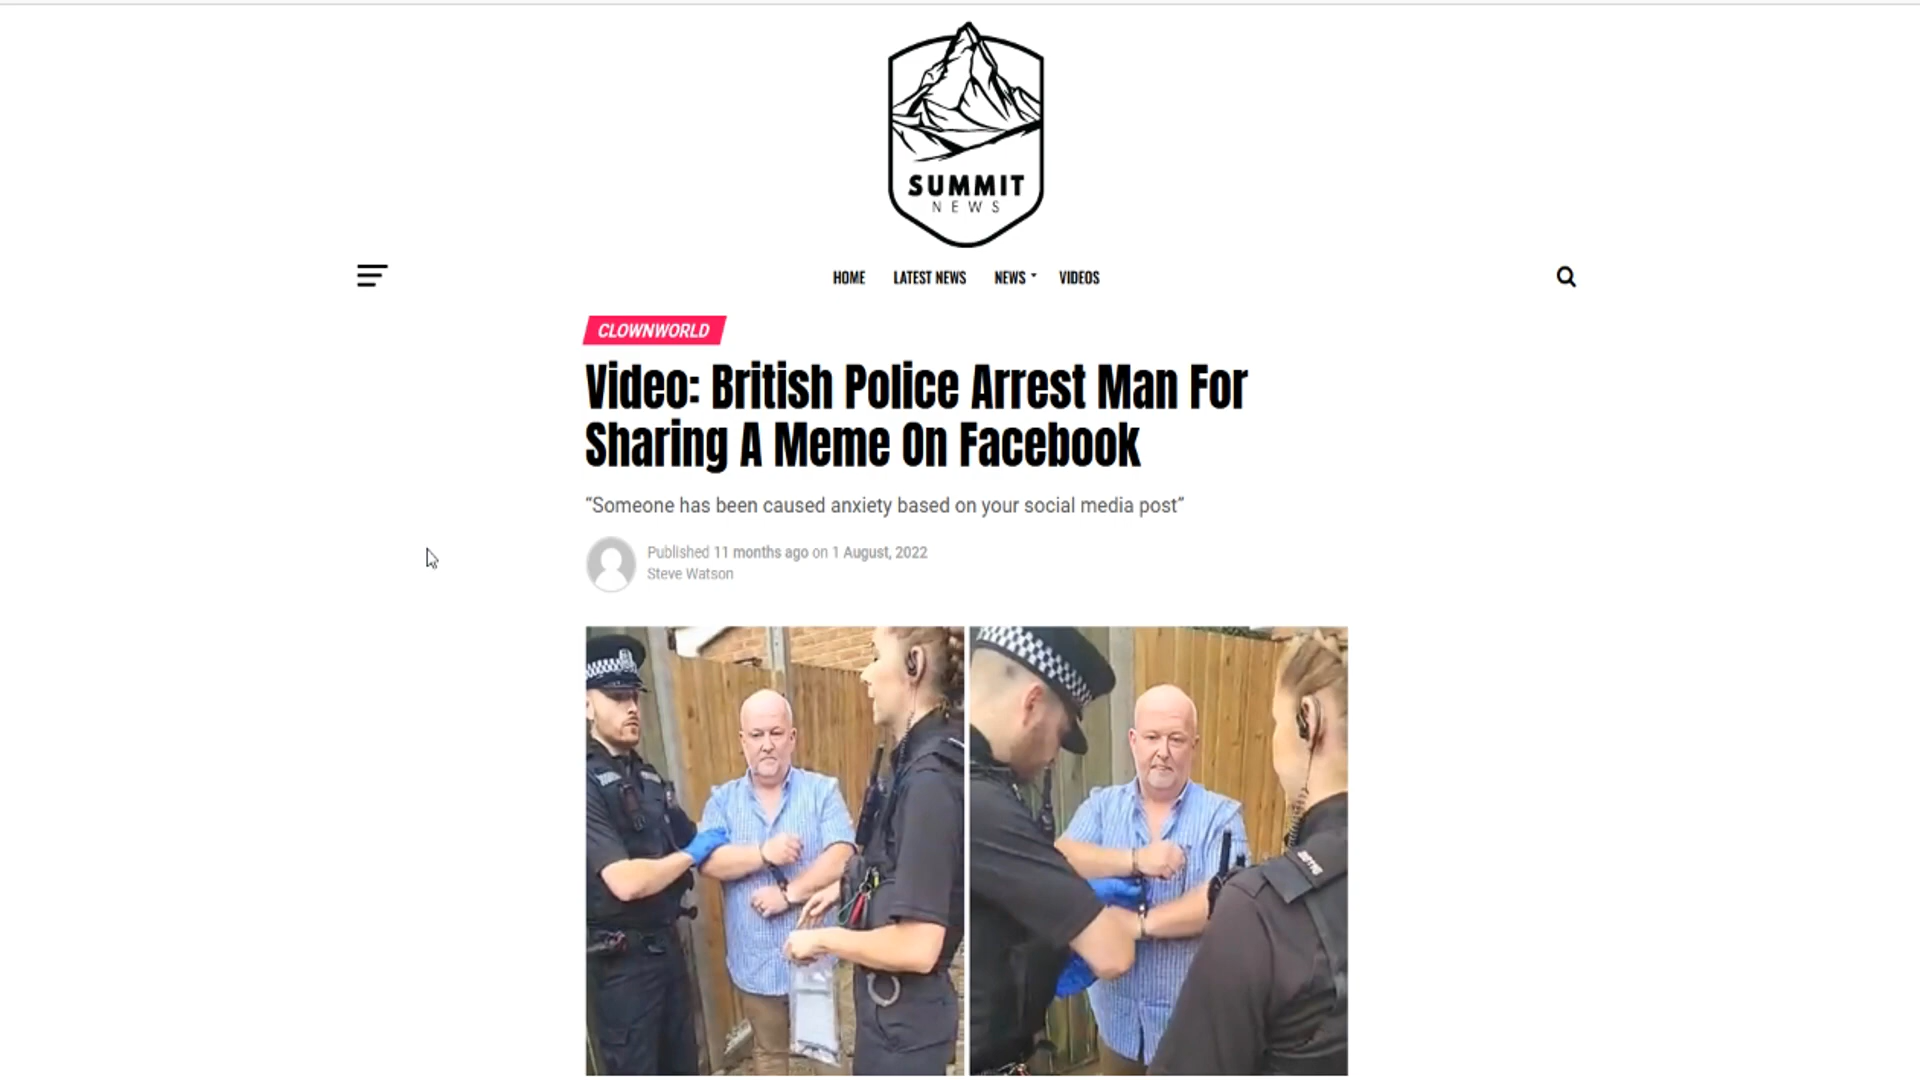 SUMMIT
NEWS
HOME
LATEST NEWS
NEWS
VIDEOS
CLOWNWORLD
Video: British Police Arrest Man For
Sharing A Meme On Facebook
“Someone has been caused anxiety based on your social media post”
Published 11 months ago on 1 August, 2022
Steve Watson